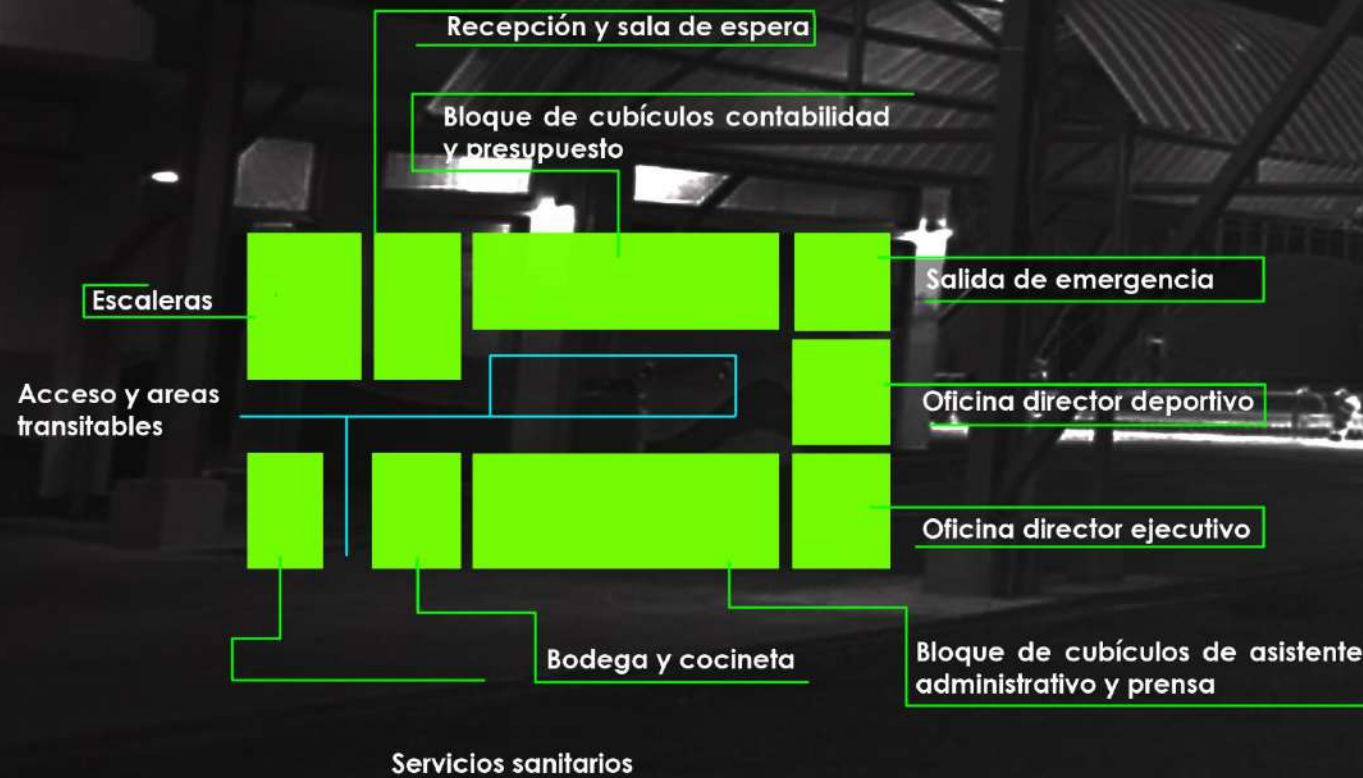 Recepción y sala de espera
Bloque de cubículos contabilidad
y presupuesto
Escaleras
Salida de emergencia
Acceso y areas
transitables
Oficina director deportivo
Oficina director ejecutivo
Bodega y cocineta
Bloque de cubículos de asistente
administrativo y prensa
Servicios sanitarios